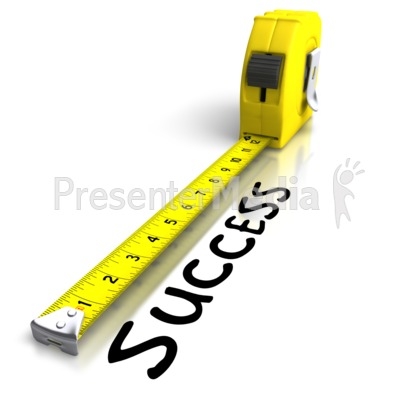 PresenterMedia
1 2 3 4 5 6 7 8 9 10 11 12
SUCCESS